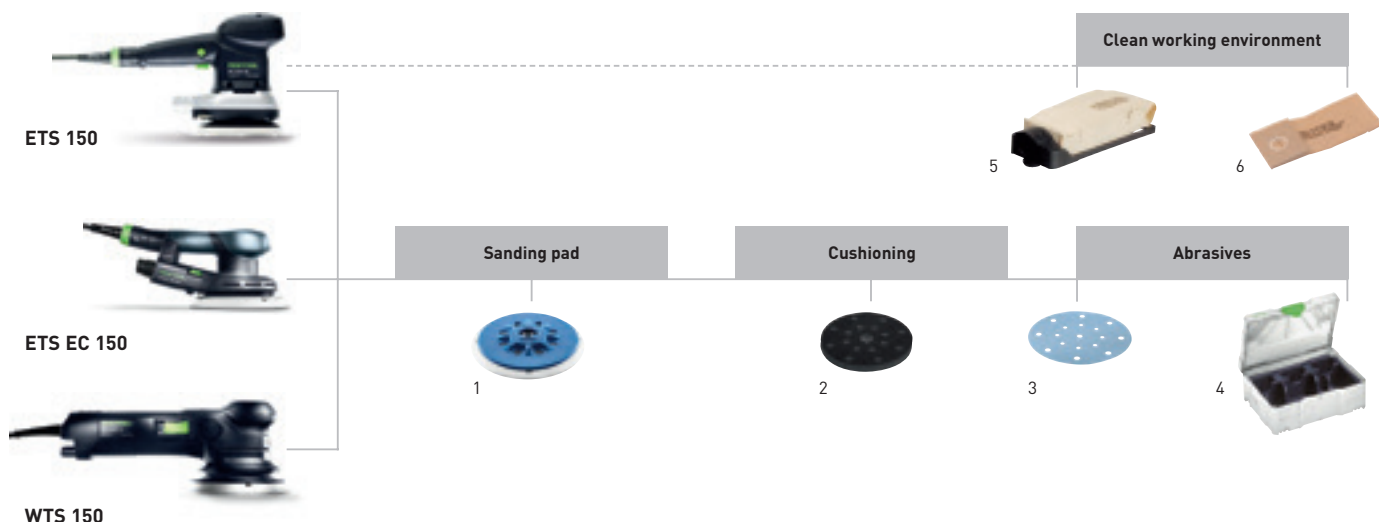 Clean working environment
ETS 150
5
6
Sanding pad
Cushioning
Abrasives
ETS EC 150
1
2
3
4
WTS 150